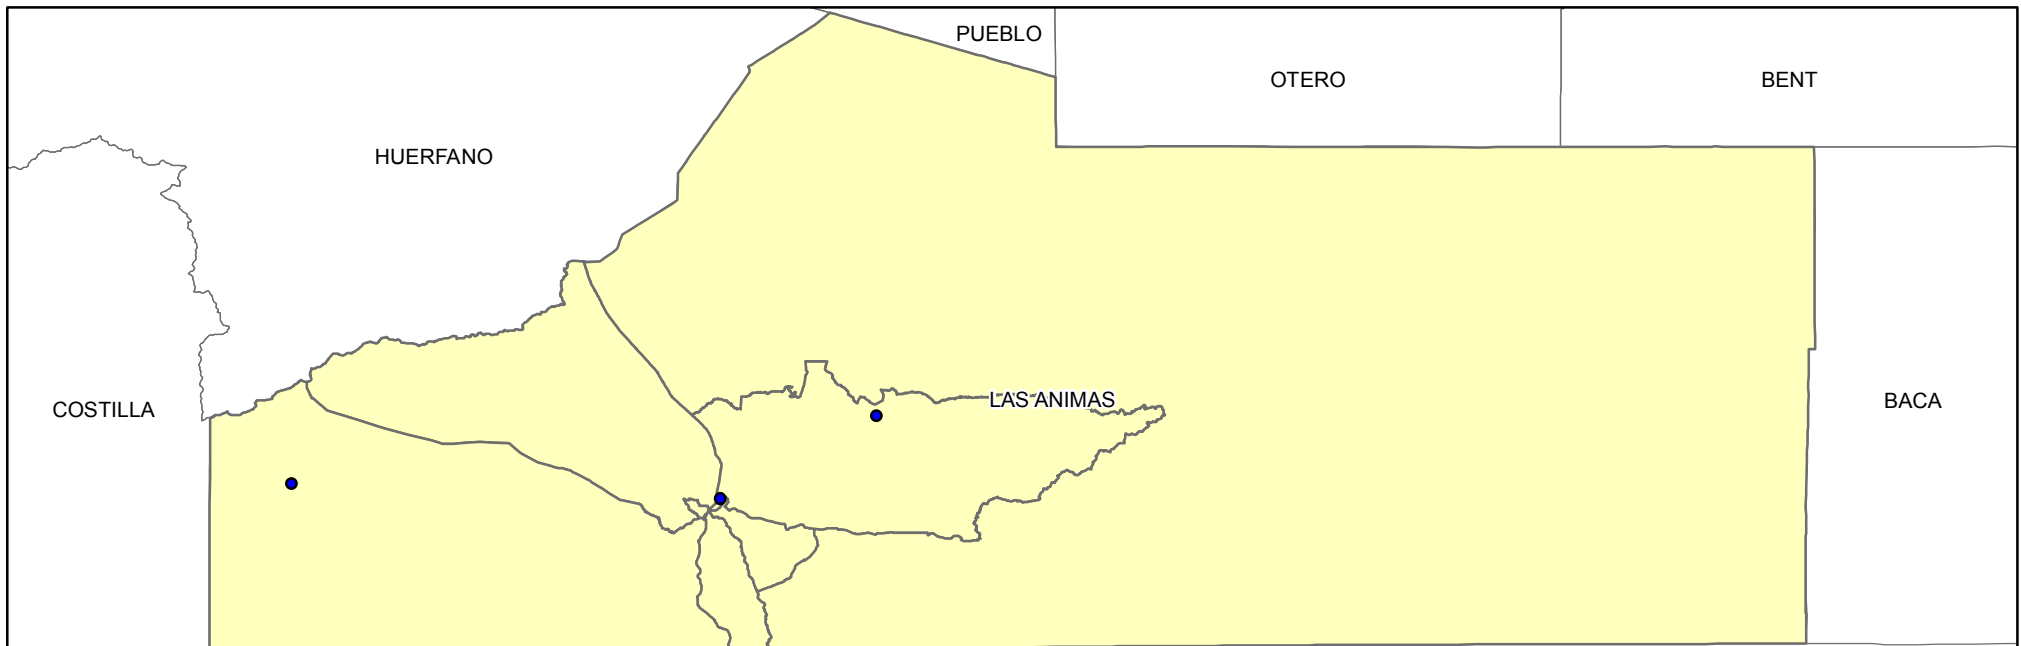 PUEBLO
OTERO
BENT
HUERFANO
LAS ANIMAS
COSTILLA
BACA